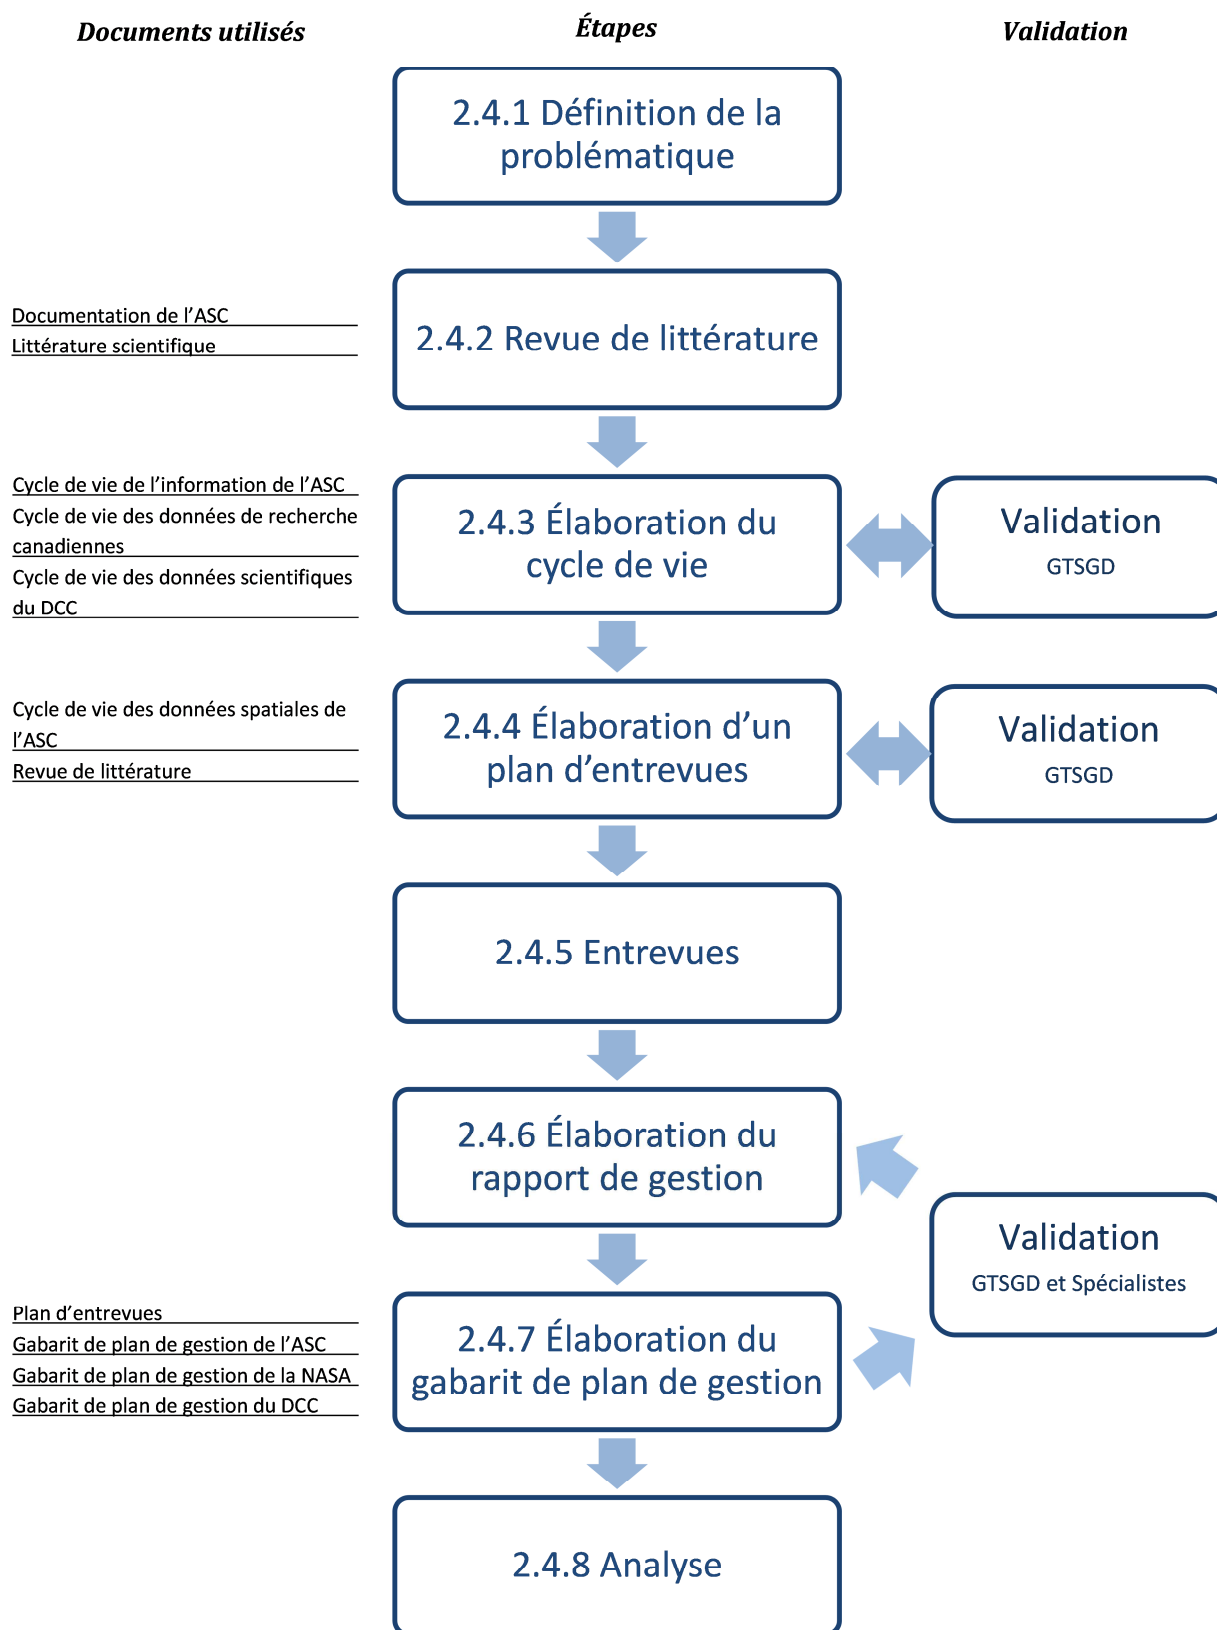 Documents utilisés
Étapes
Validation
2.4.1 Définition de la
problématique
Documentation de l’ASC
Littérature scientifique
2.4.2 Revue de littérature
Cycle de vie de l’information de l’ASC
Cycle de vie des données de recherche
canadiennes
Cycle de vie des données scientifiques
du DCC
2.4.3 Élaboration du
cycle de vie
Validation
GTSGD
Cycle de vie des données spatiales de
l’ASC
Revue de littérature
2.4.4 Élaboration d’un
plan d’entrevues
Validation
GTSGD
2.4.5 Entrevues
2.4.6 Élaboration du
rapport de gestion
Validation
GTSGD et Spécialistes
Plan d’entrevues
Gabarit de plan de gestion de l’ASC
Gabarit de plan de gestion de la NASA
Gabarit de plan de gestion du DCC
2.4.7 Élaboration du
gabarit de plan de gestion
2.4.8 Analyse